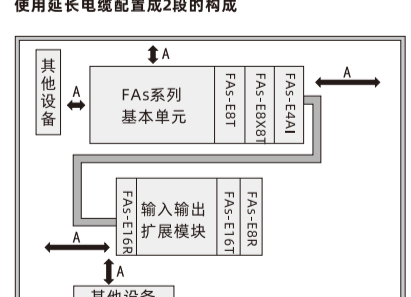 使用延长电缆配置成2段的构成
A
其他设备
A
FAs系列
基本单元
FAs-E8T
FAs-E8X8T
FAs-E4AI
A
FAs-E16R
输入输出
扩展模块
FAs-E16T
FAs-E8R
A
A
其他设备